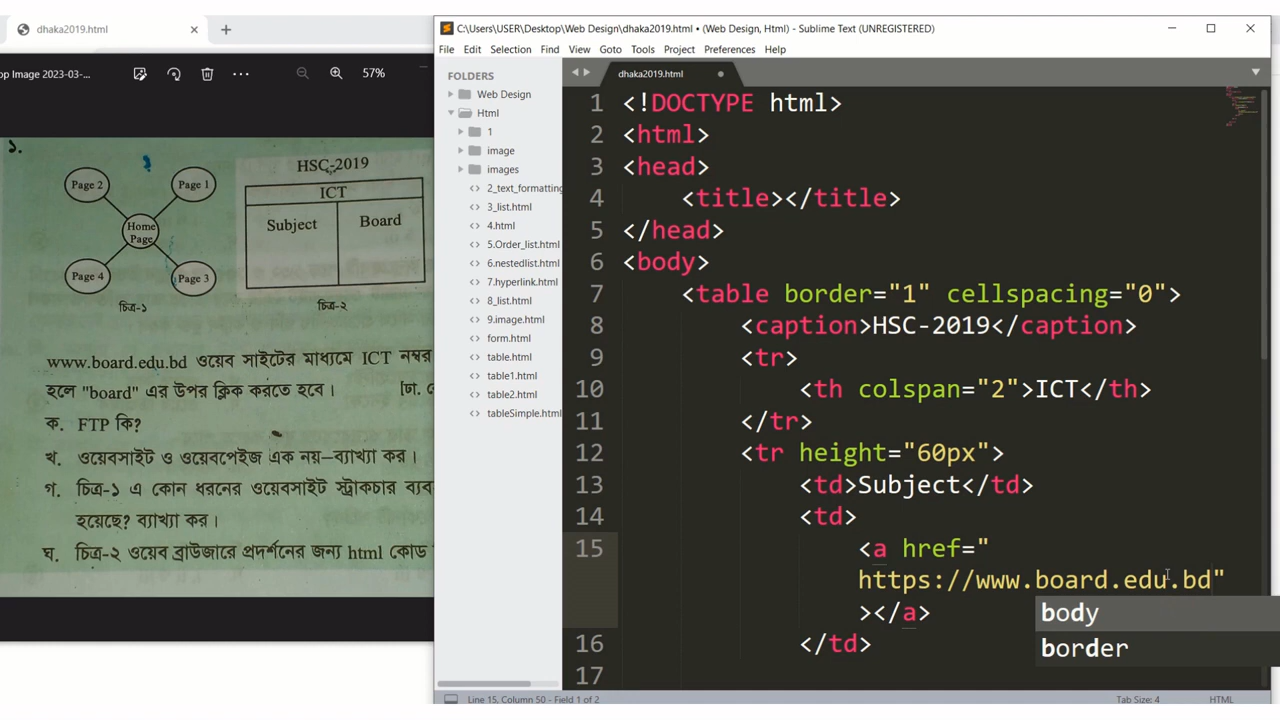 dhaka2019.html
op Image 2023-03-...
57%
১.
Page 2
Page 1
Home
Page
Page 4
Page 3
চিত্র-১
HSC-2019
ICT
Subject
Board
চিত্র-২
www.board.edu.bd ওয়েব সাইটের মাধ্যমে ICT নম্বর
হলে "board" এর উপর ক্লিক করতে হবে।
[ঢা.
ক. FTP কি?
খ. ওয়েবসাইট ও ওয়েবপেইজ এক নয়—ব্যাখ্যা কর।
গ. চিত্র-১ এ কোন ধরনের ওয়েবসাইট স্ট্রাকচার ব্যব
হয়েছে? ব্যাখ্যা কর।
ঘ. চিত্র-২ ওয়েব ব্রাউজারে প্রদর্শনের জন্য html কোড
C:\Users\USER\Desktop\Web Design\dhaka2019.html • (Web Design, Html) - Sublime Text (UNREGISTERED)
File Edit Selection Find View Goto Tools Project Preferences Help
FOLDERS
Web Design
Html
1
image
images
2_text_formatting
3_list.html
4.html
5.Order_list.html
6.nestedlist.html
7.hyperlink.html
8_list.html
9.image.html
form.html
table.html
table1.html
table2.html
tableSimple.html
dhaka2019.html
1 <!DOCTYPE html>
2 <html>
3 <head>
4 <title></title>
5 </head>
6 <body>
7 <table border="1" cellspacing="0">
8 <caption>HSC-2019</caption>
9 <tr>
10 <th colspan="2">ICT</th>
11 </tr>
12 <tr height="60px">
13 <td>Subject</td>
14 <td>
15 <a href="
https://www.board.edu.bd"
></a>
body
border
16 </td>
17
Line 15, Column 50 - Field 1 of 2
Tab Size: 4
HTML